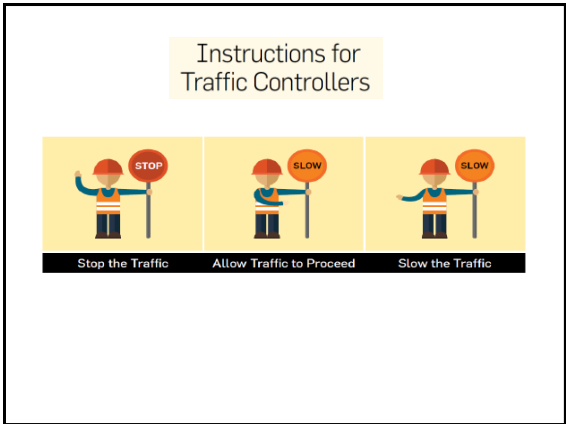 Instructions for
Traffic Controllers
STOP
SLOW
SLOW
Stop the Traffic
Allow Traffic to Proceed
Slow the Traffic